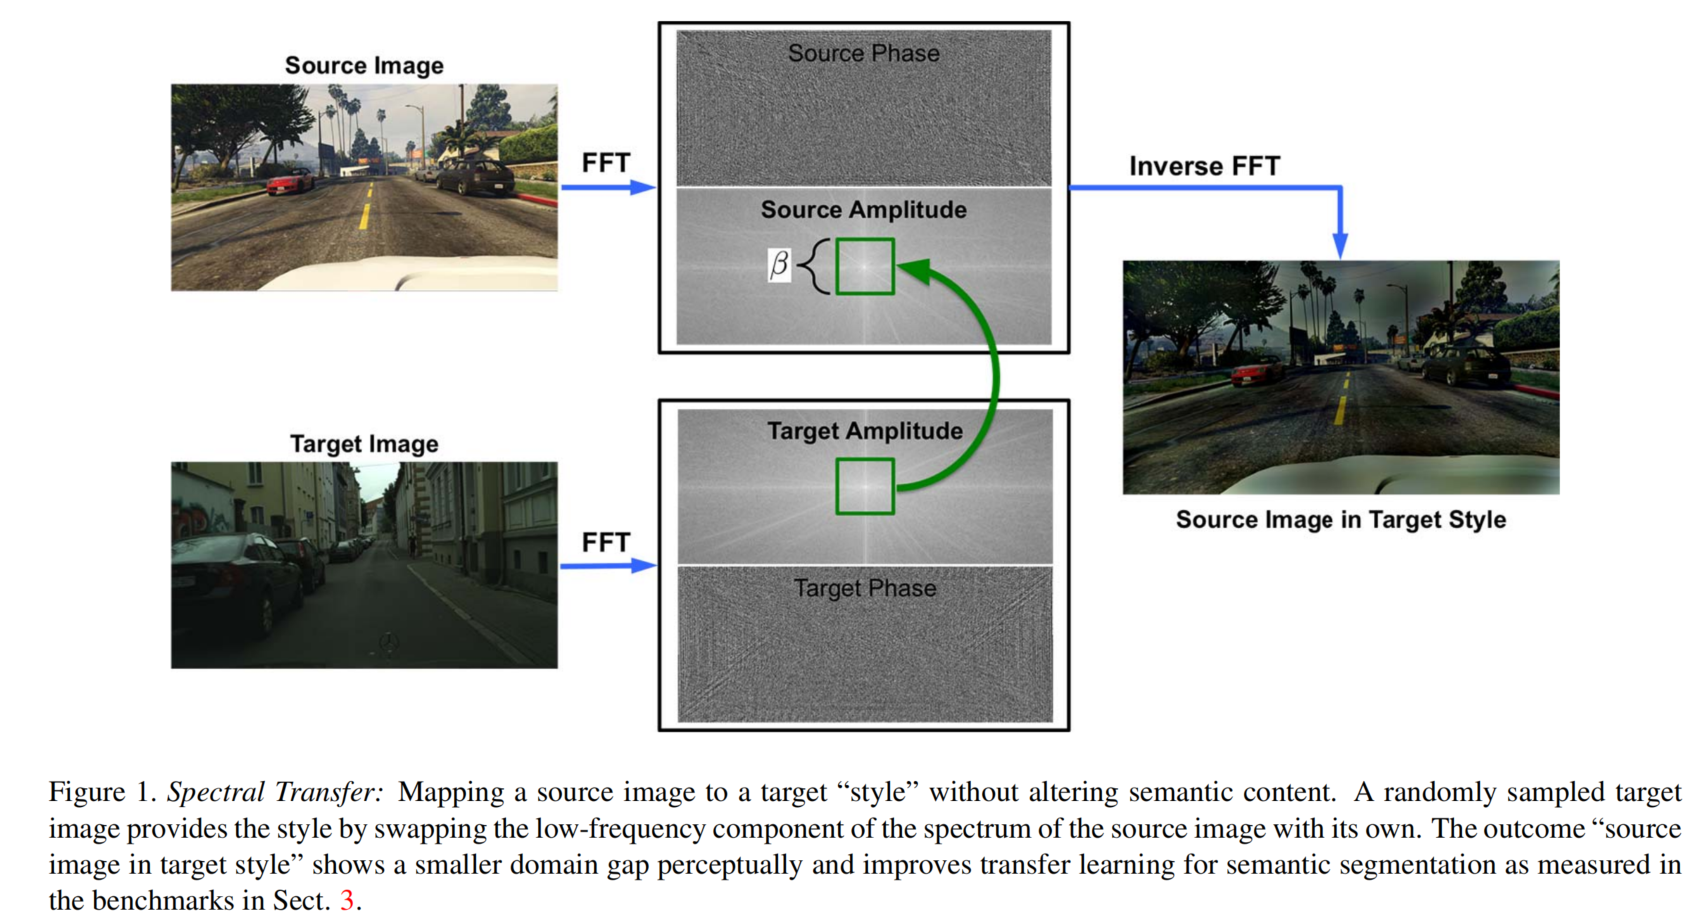 Source Image
Source Phase
FFT
Source Amplitude
β
Inverse FFT
Target Image
Target Amplitude
FFT
Target Phase
Source Image in Target Style
Figure 1. Spectral Transfer: Mapping a source image to a target “style” without altering semantic content. A randomly sampled target
image provides the style by swapping the low-frequency component of the spectrum of the source image with its own. The outcome “source
image in target style” shows a smaller domain gap perceptually and improves transfer learning for semantic segmentation as measured in
the benchmarks in Sect. 3.